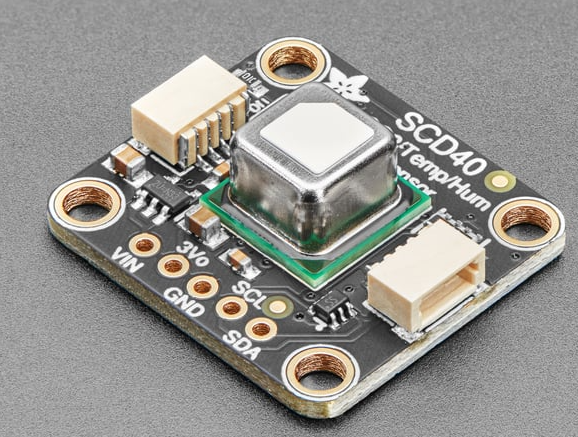 SCD40
Temp/Hum
VIN
3Vo
GND
SCL
SDA